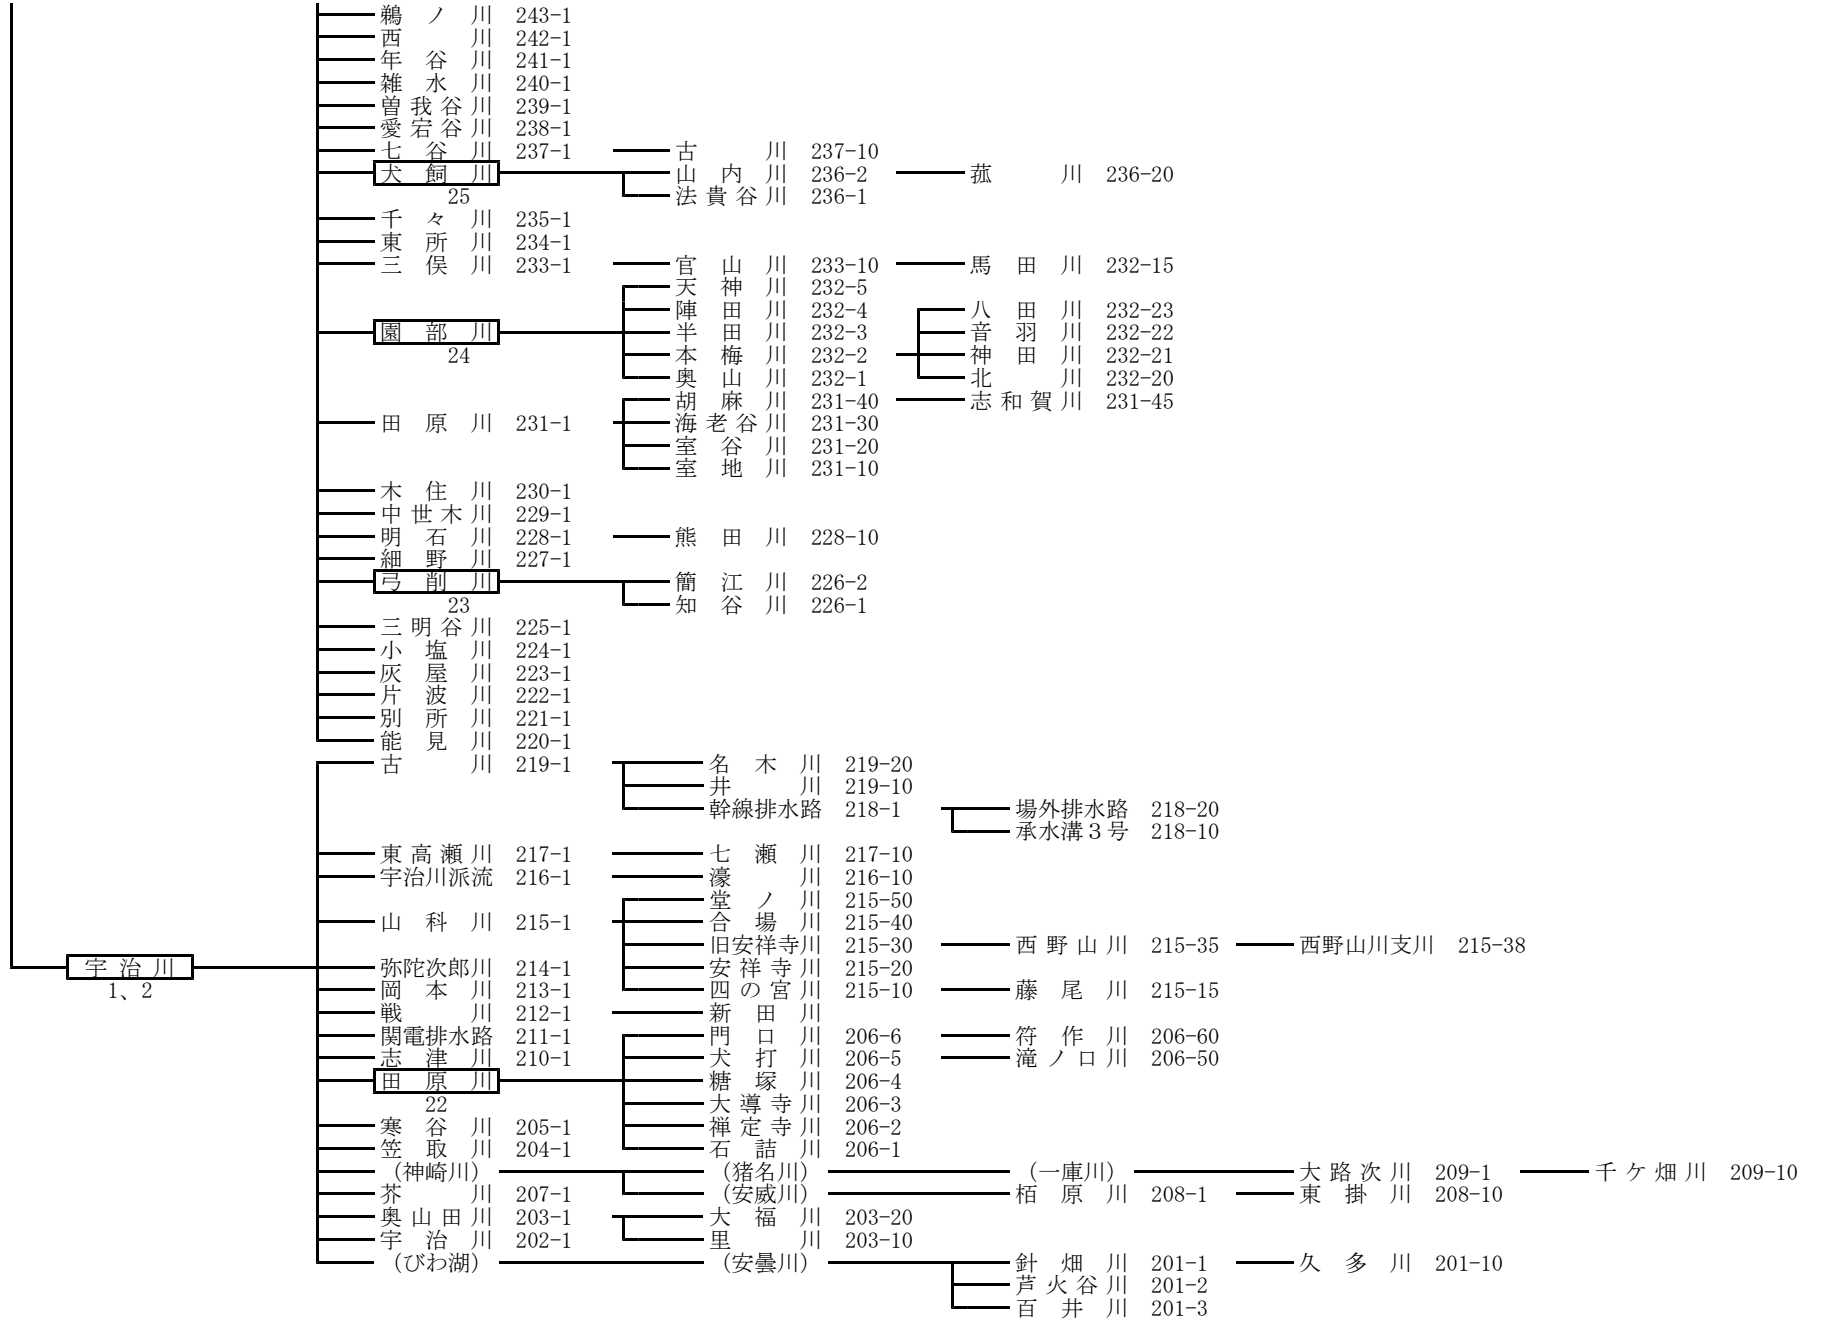 鵜ノ川 243-1
西川 242-1
年谷川 241-1
雑水川 240-1
曽我谷川 239-1
愛宕谷川 238-1
七谷川 237-1 古川 237-10
犬飼川 山内川 236-2 菰川 236-20
25 法貴谷川 236-1
千々川 235-1
東所川 234-1
三俣川 233-1 官山川 233-10 馬田川 232-15
天神川 232-5
陣田川 232-4 八田川 232-23
園部川 半田川 232-3 音羽川 232-22
24 本梅川 232-2 神田川 232-21
奥山川 232-1 北川 232-20
胡麻川 231-40 志和賀川 231-45
田原川 231-1 海老谷川 231-30
室谷川 231-20
室地川 231-10
木住川 230-1
中世木川 229-1
明石川 228-1 熊田川 228-10
細野川 227-1
弓削川 簡江川 226-2
23 知谷川 226-1
三明谷川 225-1
小塩川 224-1
灰屋川 223-1
片波川 222-1
別所川 221-1
能見川 220-1
古川 219-1 名木川 219-20
井川 219-10
幹線排水路 218-1 場外排水路 218-20
承水溝３号 218-10
東高瀬川 217-1 七瀬川 217-10
宇治川派流 216-1 濠川 216-10
堂ノ川 215-50
山科川 215-1 合場川 215-40
旧安祥寺川 215-30 西野山川 215-35 西野山川支川 215-38
宇治川 弥陀次郎川 214-1 安祥寺川 215-20
1、2 岡本川 213-1 四の宮川 215-10 藤尾川 215-15
戦川 212-1 新田川
関電排水路 211-1 門口川 206-6 符作川 206-60
志津川 210-1 犬打川 206-5 滝ノ口川 206-50
田原川 糖塚川 206-4
22 大導寺川 206-3
寒谷川 205-1 禅定寺川 206-2
笠取川 204-1 石詰川 206-1
（神崎川） （猪名川） （一庫川） 大路次川 209-1 千ケ畑川 209-10
芥川 207-1 （安威川） 栢原川 208-1 東掛川 208-10
奥山田川 203-1 大福川 203-20
宇治川 202-1 里川 203-10
（びわ湖） （安曇川） 針畑川 201-1 久多川 201-10
芦火谷川 201-2
百井川 201-3